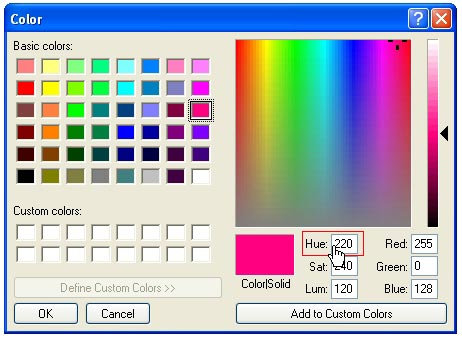 Color
Basic colors:
Custom colors:
Define Custom Colors >>
OK Cancel
Color|Solid
Hue: 220 Red: 255
Sat: 240 Green: 0
Lum: 120 Blue: 128
Add to Custom Colors